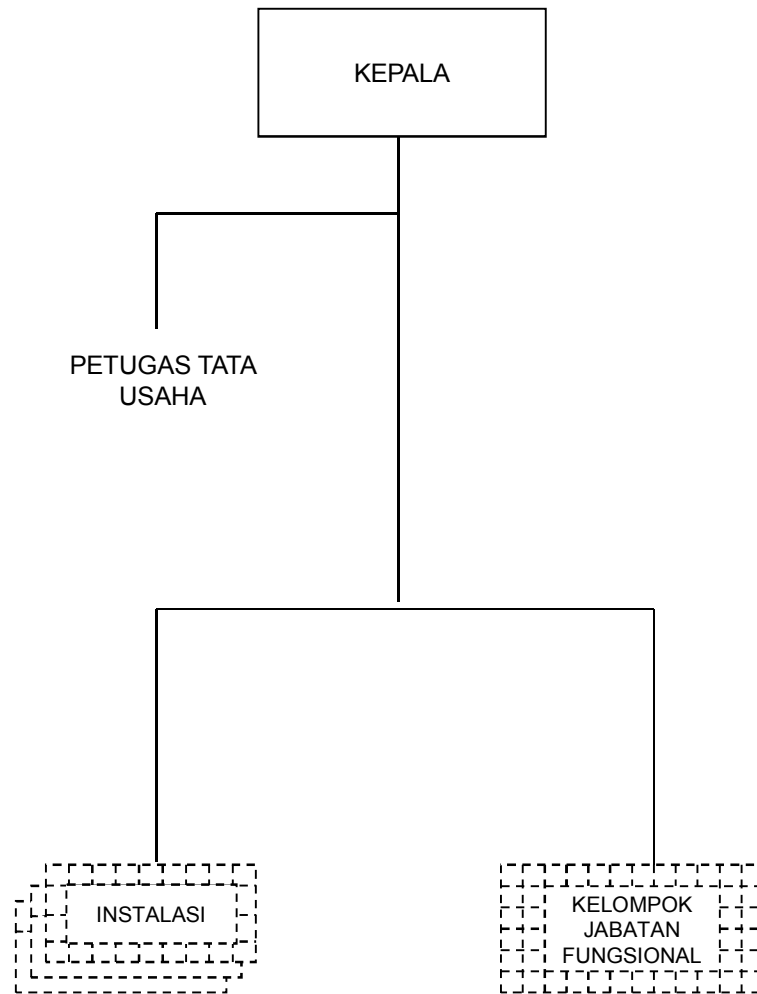 KEPALA
PETUGAS TATA
USAHA
INSTALASI
KELOMPOK
JABATAN
FUNGSIONAL